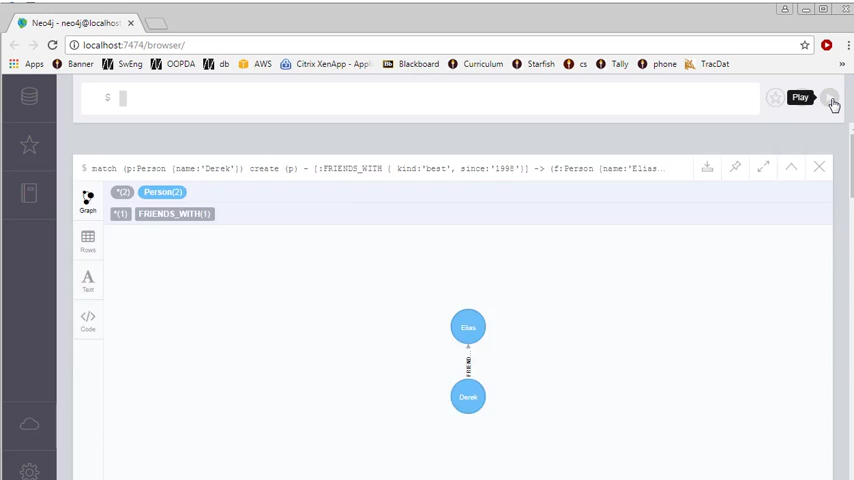 Neo4j - neo4j@localhost
localhost:7474/browser/
Apps Banner SwEng OOPDA db AWS Citrix XenApp - Appli Blackboard Curriculum Starfish cs Tally phone TracDat »
$ Play
$ match (p:Person {name:'Derek'}) create (p) - [:FRIENDS_WITH { kind:'best', since:'1998'}] -> (f:Person {name:'Elias...
*(2) Person(2)
Graph
*(1) FRIENDS_WITH(1)
Rows
Text
Code
Elias
FRIEND...
Derek